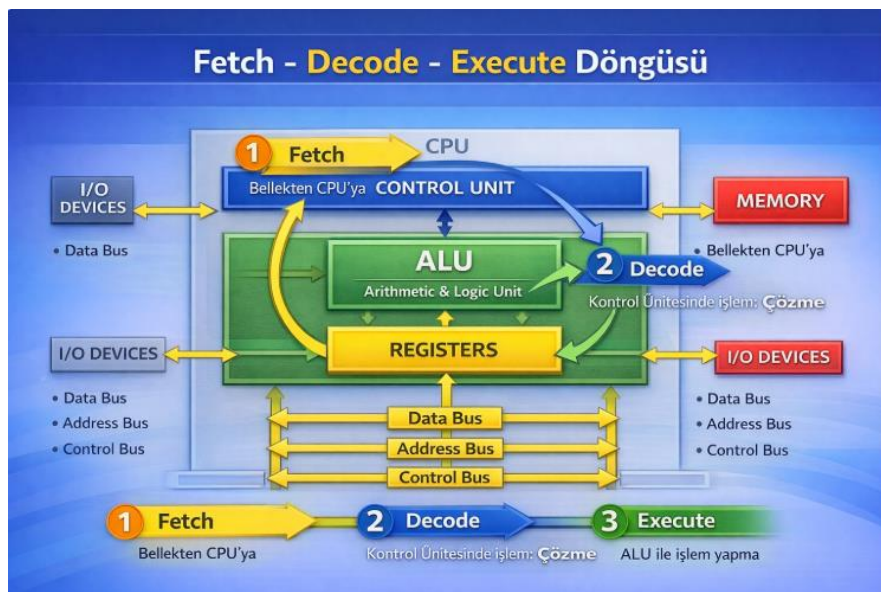 Fetch - Decode - Execute Döngüsü
1 Fetch
CPU
Bellekten CPU'ya CONTROL UNIT
I/O
DEVICES
• Data Bus
MEMORY
• Bellekten CPU'ya
ALU
Arithmetic & Logic Unit
2 Decode
Kontrol Ünitesinde işlem: Çözme
REGISTERS
I/O DEVICES
• Data Bus
• Address Bus
• Control Bus
I/O DEVICES
• Data Bus
• Address Bus
• Control Bus
Data Bus
Address Bus
Control Bus
1 Fetch
Bellekten CPU'ya
2 Decode
Kontrol Ünitesinde işlem: Çözme
3 Execute
ALU ile işlem yapma